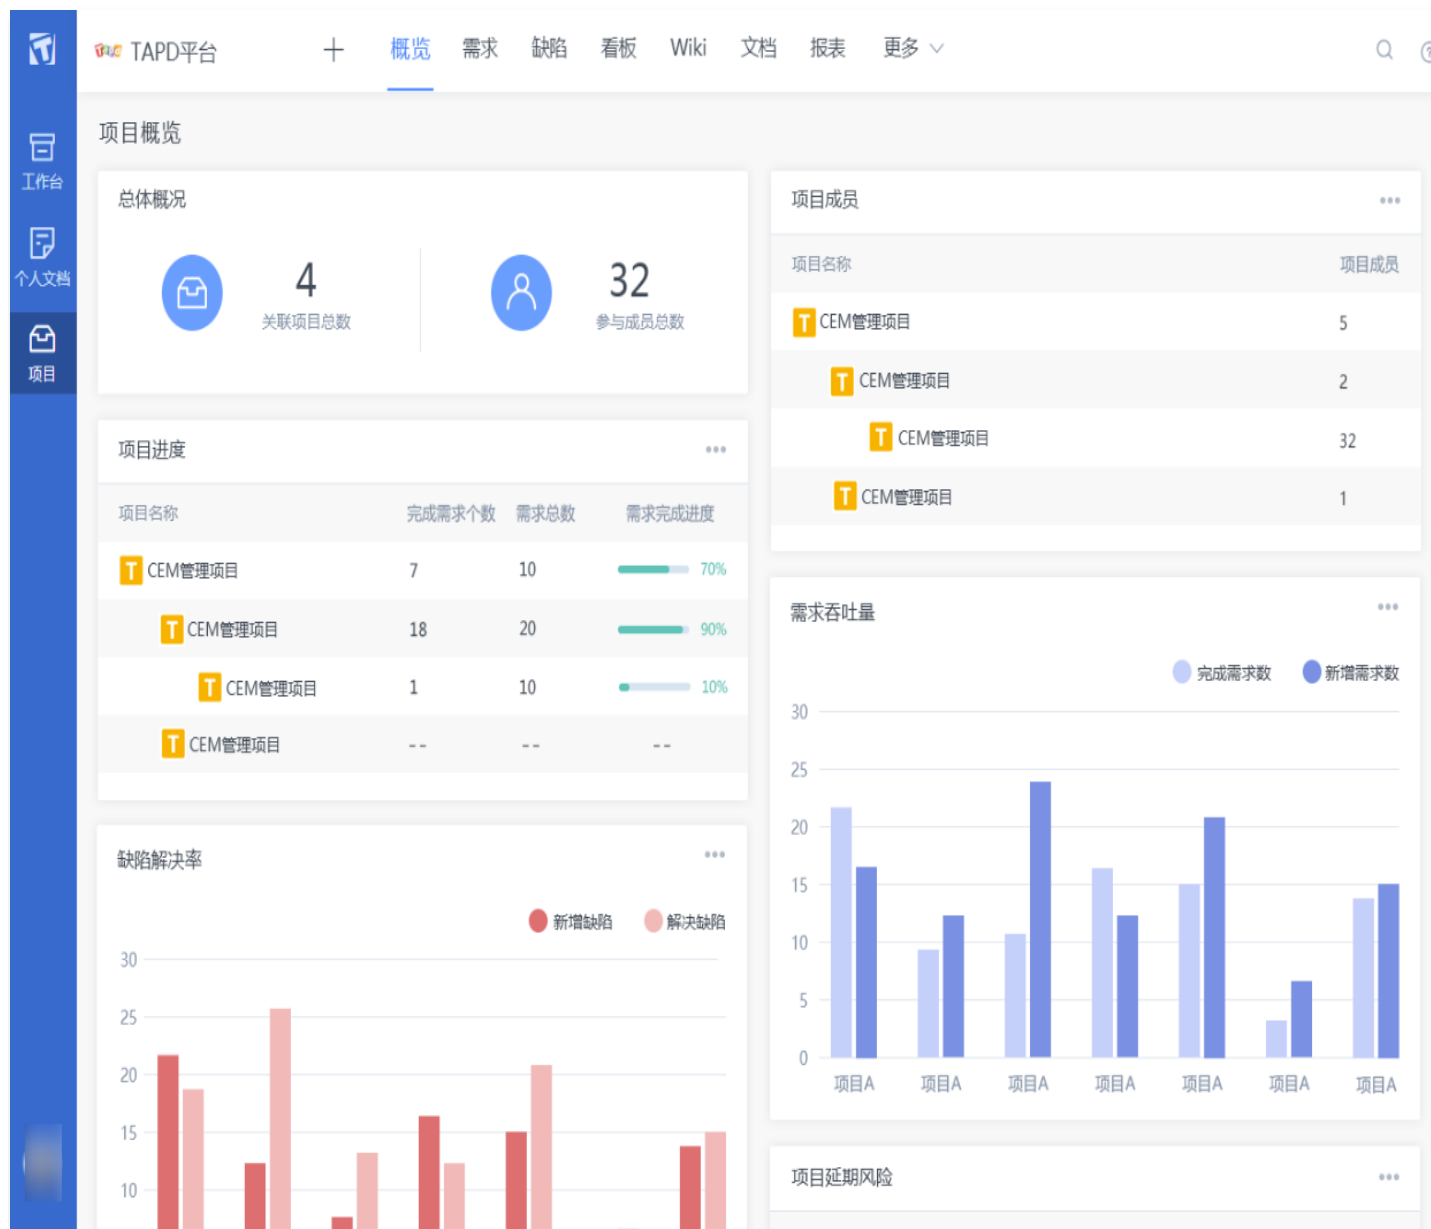 TAPD平台 概览 需求 缺陷 看板 Wiki 文档 报表 更多
工作台
个人文档
项目
项目概览
总体概况
4
关联项目总数
32
参与成员总数
项目进度
项目名称 完成需求个数 需求总数 需求完成进度
T CEM管理项目 7 10 70%
T CEM管理项目 18 20 90%
T CEM管理项目 1 10 10%
T CEM管理项目 -- -- --
缺陷解决率
新增缺陷 解决缺陷
30
25
20
15
10
项目成员
项目名称 项目成员
T CEM管理项目 5
T CEM管理项目 2
T CEM管理项目 32
T CEM管理项目 1
需求吞吐量
完成需求数 新增需求数
30
25
20
15
10
5
0
项目A 项目A 项目A 项目A 项目A 项目A 项目A
项目延期风险